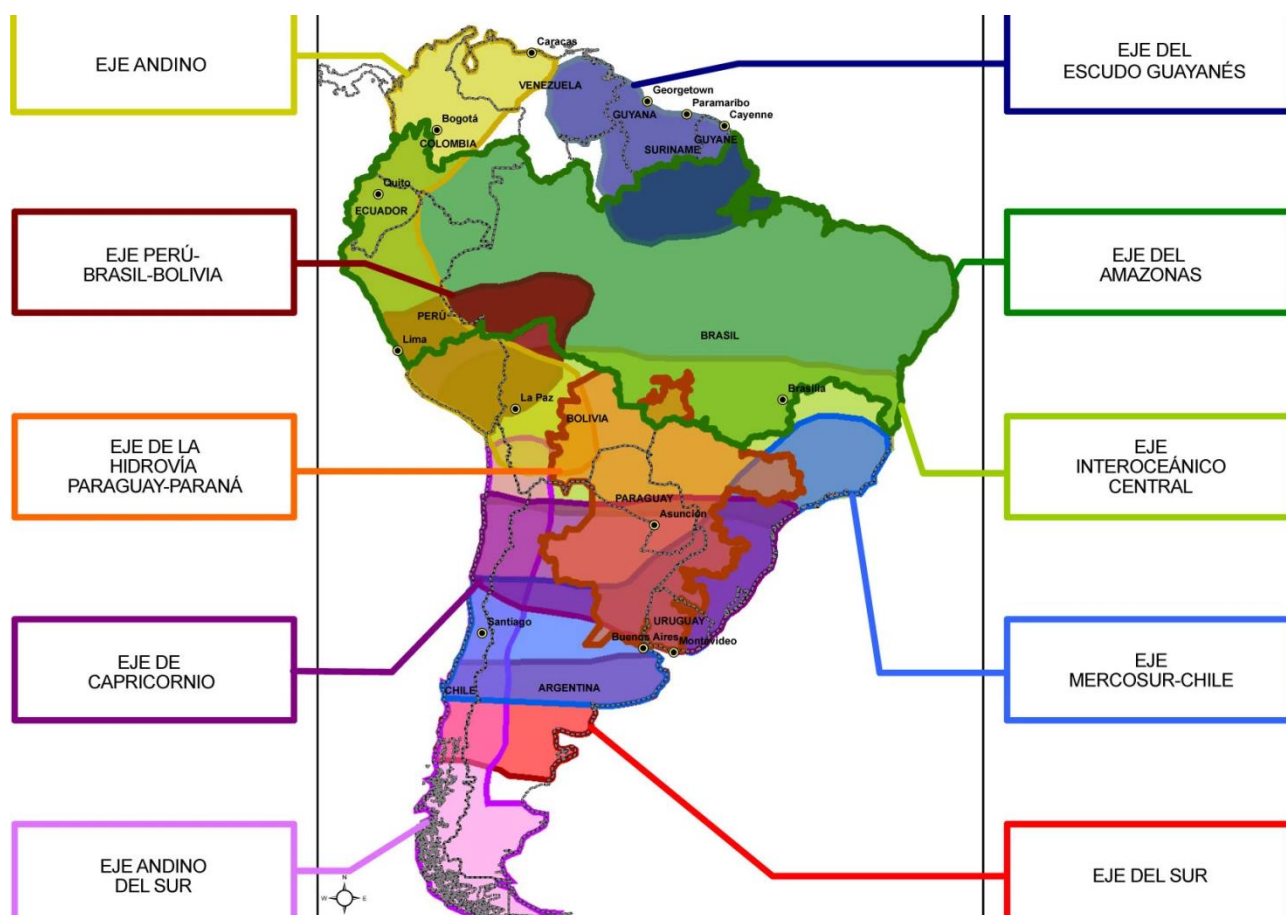 EJE ANDINO
EJE DEL
ESCUDO GUAYANÉS
EJE PERÚ-
BRASIL-BOLIVIA
EJE DEL
AMAZONAS
EJE DE LA
HIDROVÍA
PARAGUAY-PARANÁ
EJE
INTEROCEÁNICO
CENTRAL
EJE DE
CAPRICORNIO
EJE
MERCOSUR-CHILE
EJE ANDINO
DEL SUR
EJE DEL SUR
Caracas
VENEZUELA
Georgetown
GUYANA
Paramaribo
Cayenne
Bogotá
COLOMBIA
SURINAME
GUYANE
Quito
ECUADOR
PERÚ
Lima
BRASIL
Brasilia
La Paz
BOLIVIA
PARAGUAY
Asunción
Santiago
URUGUAY
Buenos Aires
Montevideo
CHILE
ARGENTINA
N
W
E
S